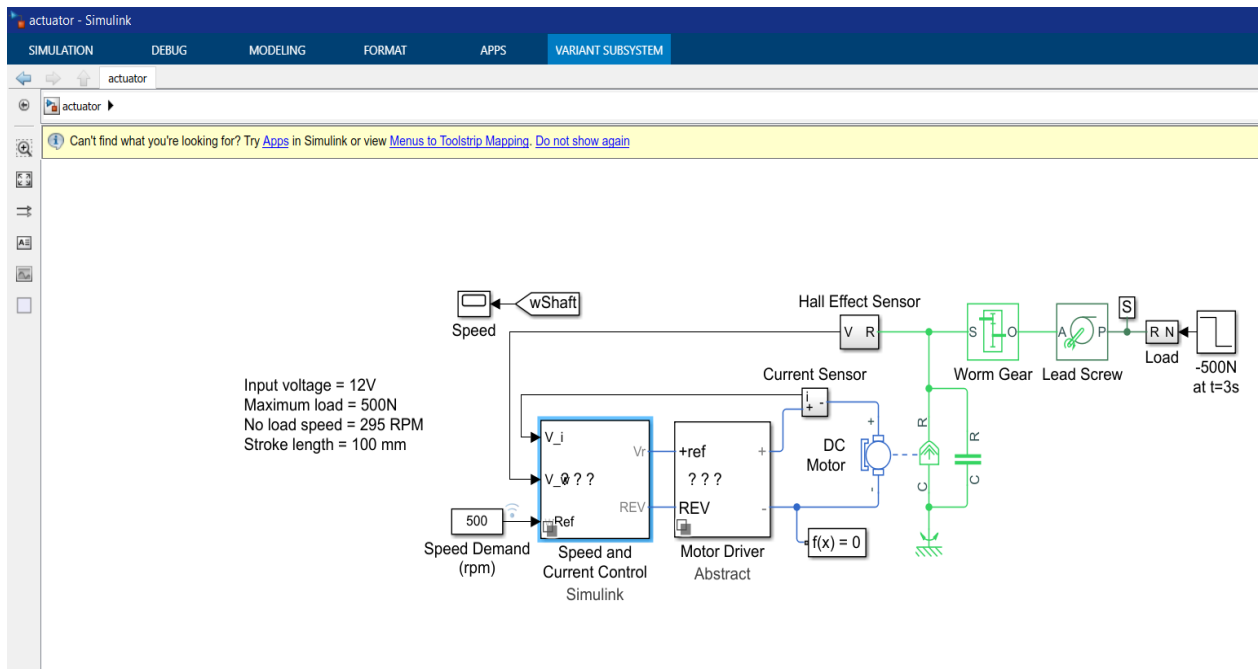 actuator - Simulink
SIMULATION DEBUG MODELING FORMAT APPS VARIANT SUBSYSTEM
actuator
actuator
Can't find what you're looking for? Try Apps in Simulink or view Menus to Toolstrip Mapping. Do not show again
wShaft
Speed
Input voltage = 12V
Maximum load = 500N
No load speed = 295 RPM
Stroke length = 100 mm
Hall Effect Sensor
V R
Current Sensor
i
+ -
S O
Worm Gear
A P
Lead Screw
S
R N
Load
-500N
at t=3s
V_i
? ?
Ref
Vr
REV
Speed and
Current Control
Simulink
500
Speed Demand
(rpm)
+ref
? ? ?
REV
+
-
Motor Driver
Abstract
+
DC
Motor
-
R
C
R
C
f(x) = 0